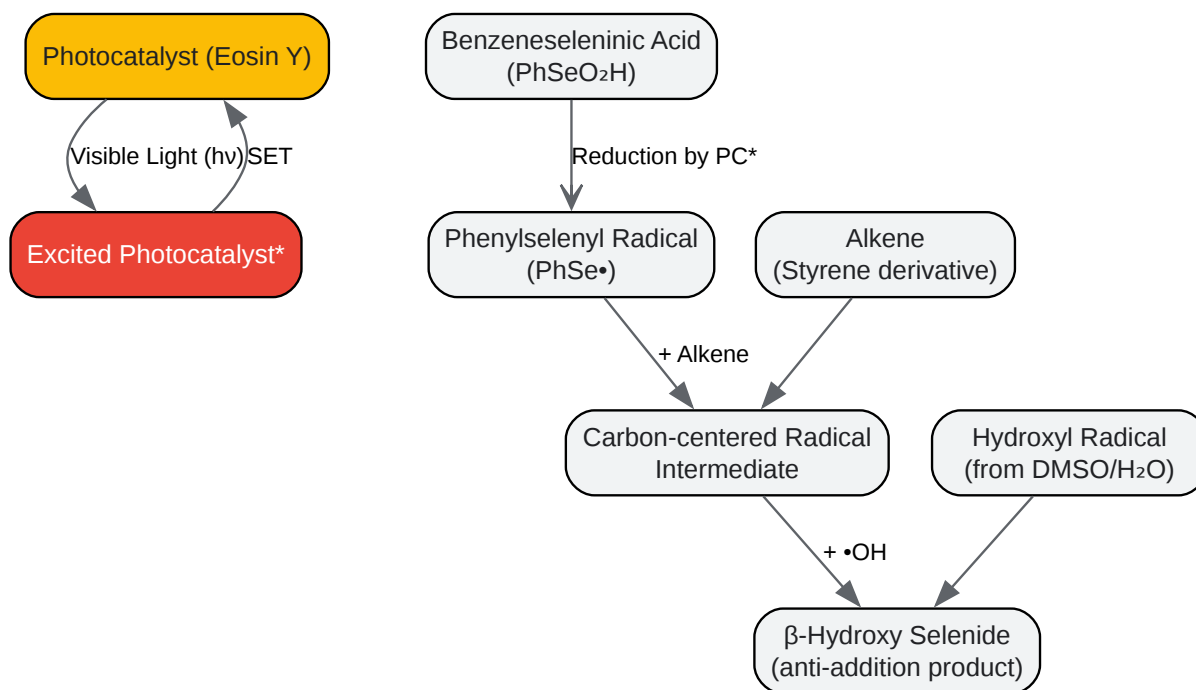 Photocatalyst (Eosin Y)
Benzeneseleninic Acid
(PhSeO₂H)
Visible Light (hν)
SET
Reduction by PC*
Excited Photocatalyst*
Phenylselenyl Radical
(PhSe•)
Alkene
(Styrene derivative)
+ Alkene
Carbon-centered Radical
Intermediate
Hydroxyl Radical
(from DMSO/H₂O)
+ •OH
β-Hydroxy Selenide
(anti-addition product)